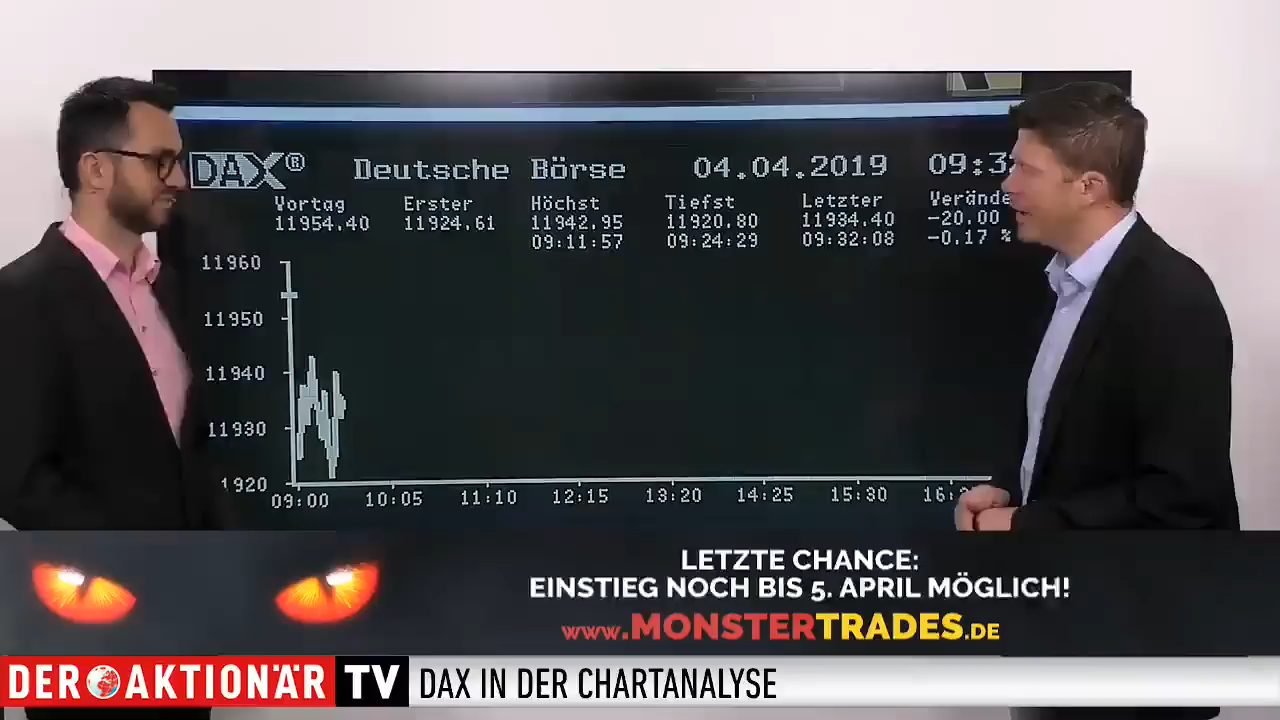 DAX® Deutsche Börse 04.04.2019
Vortag Erster Höchst Tiefst Letzter
11954.40 11924.61 11942.95 11920.80 11934.40 -20.00
09:11:57 09:24:29 09:32:08 -0.17 %
11960
11950
11940
11930
1920
09:00 10:05 11:10 12:15 13:20 14:25 15:30
LETZTE CHANCE:
EINSTIEG NOCH BIS 5. APRIL MÖGLICH!
www.MONSTERTRADES.DE
DER AKTIONÄR TV DAX IN DER CHARTANALYSE